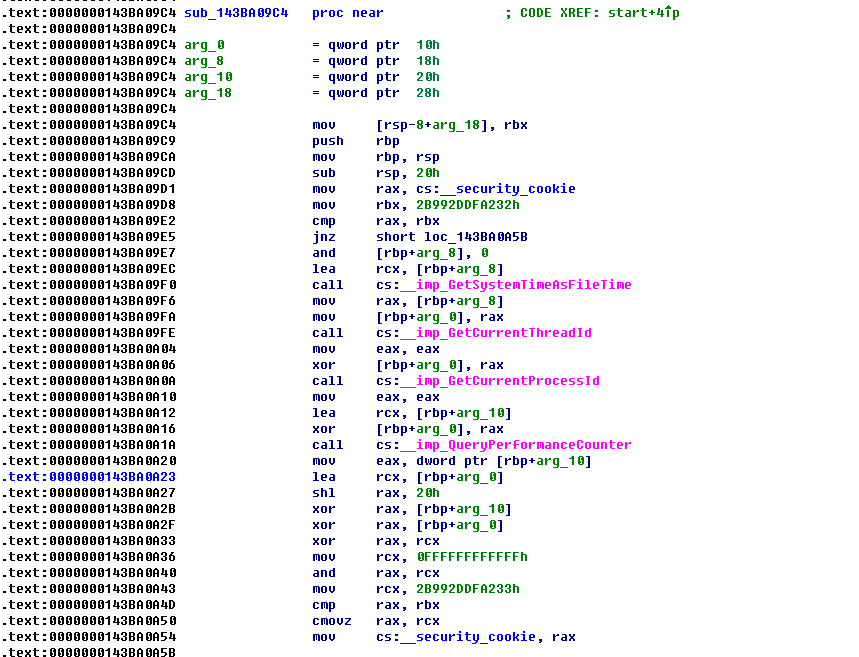 .text:0000000143BA09C4 sub_143BA09C4   proc near               ; CODE XREF: start+4↑p
.text:0000000143BA09C4
.text:0000000143BA09C4 arg_0           = qword ptr  10h
.text:0000000143BA09C4 arg_8           = qword ptr  18h
.text:0000000143BA09C4 arg_10          = qword ptr  20h
.text:0000000143BA09C4 arg_18          = qword ptr  28h
.text:0000000143BA09C4
.text:0000000143BA09C4                 mov     [rsp-8+arg_18], rbx
.text:0000000143BA09C9                 push    rbp
.text:0000000143BA09CA                 mov     rbp, rsp
.text:0000000143BA09CD                 sub     rsp, 20h
.text:0000000143BA09D1                 mov     rax, cs:__security_cookie
.text:0000000143BA09D8                 mov     rbx, 2B992DDFA232h
.text:0000000143BA09E2                 cmp     rax, rbx
.text:0000000143BA09E5                 jnz     short loc_143BA0A5B
.text:0000000143BA09E7                 and     [rbp+arg_8], 0
.text:0000000143BA09EC                 lea     rcx, [rbp+arg_8]
.text:0000000143BA09F0                 call    cs:__imp_GetSystemTimeAsFileTime
.text:0000000143BA09F6                 mov     rax, [rbp+arg_8]
.text:0000000143BA09FA                 mov     [rbp+arg_0], rax
.text:0000000143BA09FE                 call    cs:__imp_GetCurrentThreadId
.text:0000000143BA0A04                 mov     eax, eax
.text:0000000143BA0A06                 xor     [rbp+arg_0], rax
.text:0000000143BA0A0A                 call    cs:__imp_GetCurrentProcessId
.text:0000000143BA0A10                 mov     eax, eax
.text:0000000143BA0A12                 lea     rcx, [rbp+arg_10]
.text:0000000143BA0A16                 xor     [rbp+arg_0], rax
.text:0000000143BA0A1A                 call    cs:__imp_QueryPerformanceCounter
.text:0000000143BA0A20                 mov     eax, dword ptr [rbp+arg_10]
.text:0000000143BA0A23                 lea     rcx, [rbp+arg_0]
.text:0000000143BA0A27                 shl     rax, 20h
.text:0000000143BA0A2B                 xor     rax, [rbp+arg_10]
.text:0000000143BA0A2F                 xor     rax, [rbp+arg_0]
.text:0000000143BA0A33                 xor     rax, rcx
.text:0000000143BA0A36                 mov     rcx, 0FFFFFFFFFFFFh
.text:0000000143BA0A40                 and     rax, rcx
.text:0000000143BA0A43                 mov     rcx, 2B992DDFA233h
.text:0000000143BA0A4D                 cmp     rax, rbx
.text:0000000143BA0A50                 cmovz   rax, rcx
.text:0000000143BA0A54                 mov     cs:__security_cookie, rax
.text:0000000143BA0A5B